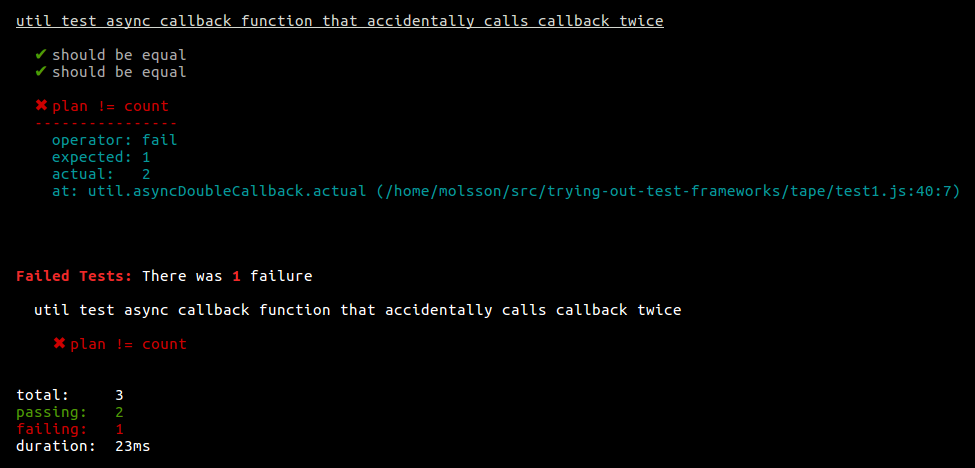 util test async callback function that accidentally calls callback twice
✔ should be equal
✔ should be equal
✖ plan != count
----------------
operator: fail
expected: 1
actual:   2
at: util.asyncDoubleCallback.actual (/home/molsson/src/trying-out-test-frameworks/tape/test1.js:40:7)
Failed Tests: There was 1 failure
util test async callback function that accidentally calls callback twice
✖ plan != count
total:     3
passing:   2
failing:   1
duration:  23ms